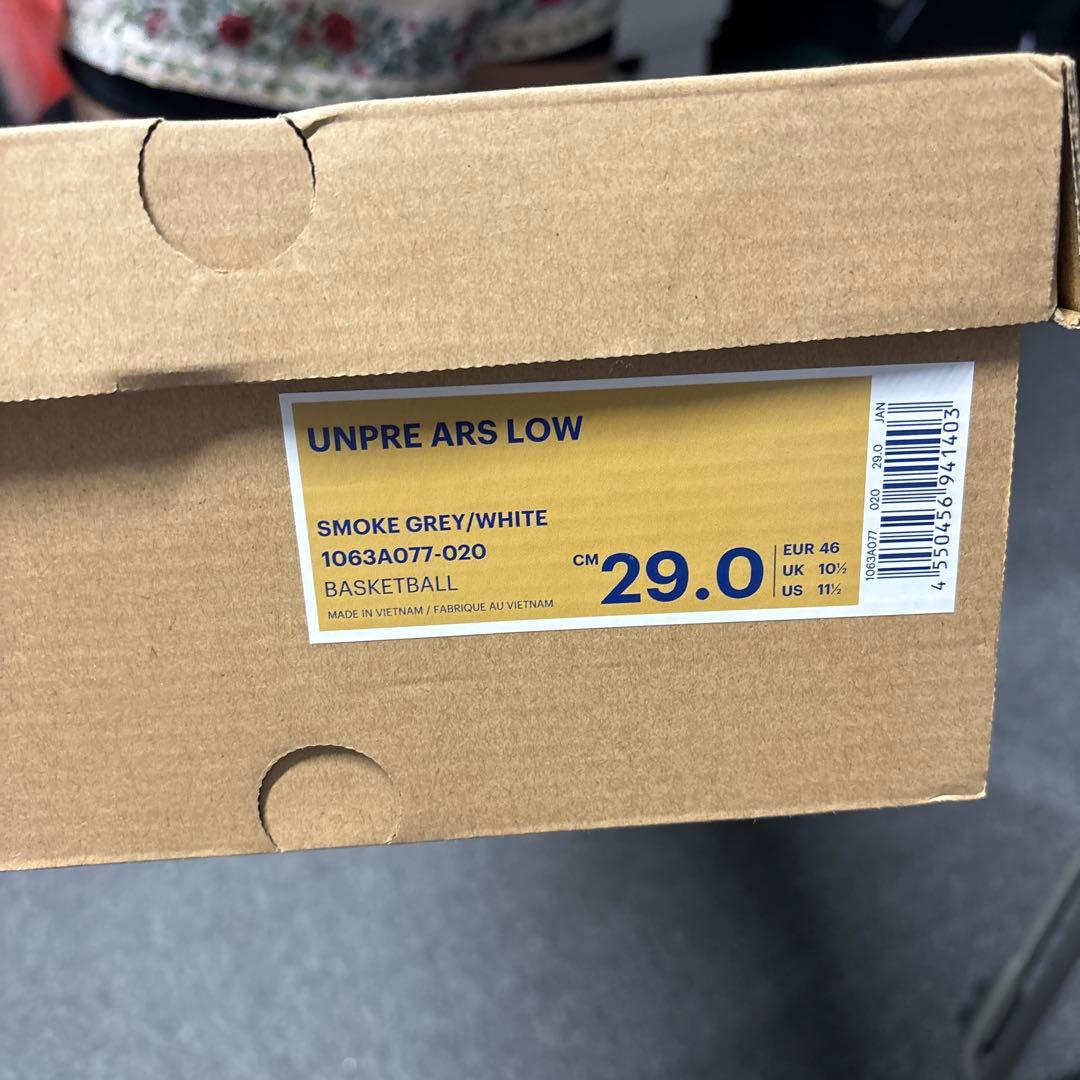 UNPRE ARS LOW
SMOKE GREY/WHITE
1063A077-020
BASKETBALL
MADE IN VIETNAM / FABRIQUE AU VIETNAM
CM 29.0
EUR 46
UK 10½
US 11½
1063A077 020 29.0 JAN
4 550456 941403